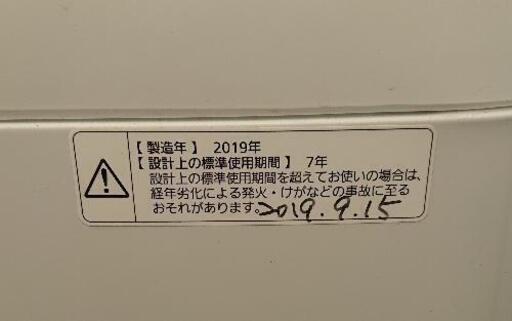 【 製造年 】 2019年
【 設計上の標準使用期間 】 7年
設計上の標準使用期間を超えてお使いの場合は、
経年劣化による発火・けがなどの事故に至る
おそれがあります。2019.9.15